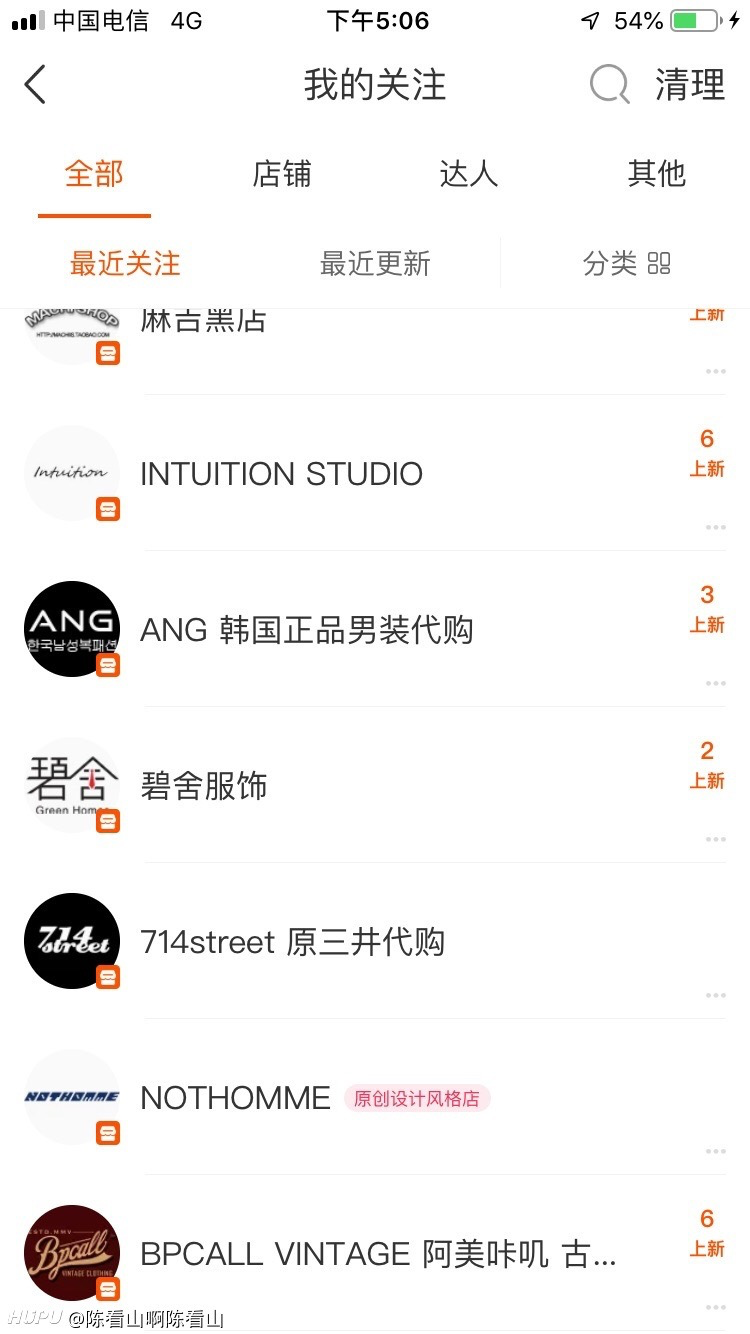 中国电信 4G 下午5:06 54%
我的关注 清理
全部 店铺 达人 其他
最近关注 最近更新 分类
MACHI SHOP
HTTP://MACHIIS.TAOBAO.COM
麻吉黑店
上新
Intuition
INTUITION STUDIO
6
上新
ANG
한국남성복패션
ANG 韩国正品男装代购
3
上新
碧舍
Green Home
碧舍服饰
2
上新
714
street
714street 原三井代购
NOTHOMME
NOTHOMME 原创设计风格店
ESTD.MMV
Bpcall
VINTAGE CLOTHING
BPCALL VINTAGE 阿美咔叽 古...
6
上新
HUPU @陈看山啊陈看山